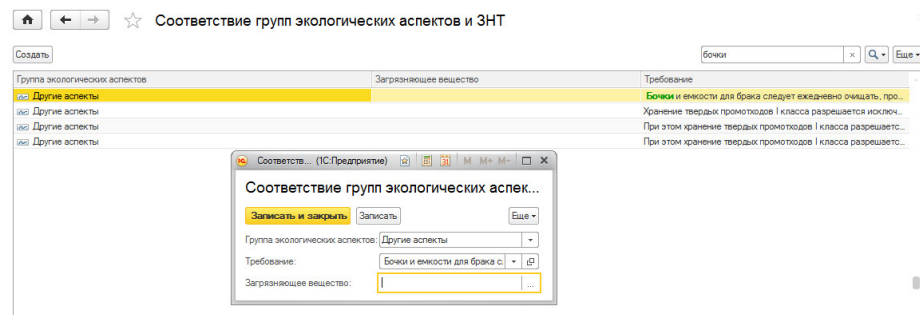 Соответствие групп экологических аспектов и ЗНТ
Создать
бочки
×
Еще
Группа экологических аспектов Загрязняющее вещество Требование
Другие аспекты Бочки и емкости для брака следует ежедневно очищать, про...
Другие аспекты Хранение твердых промотходов I класса разрешается исключ...
Другие аспекты При этом хранение твердых промотходов I класса разрешаетс...
Другие аспекты При этом хранение твердых промотходов I класса разрешаетс...
Соответств... (1С:Предприятие) 31 M M+ M-
Соответствие групп экологических аспек...
Записать и закрыть Записать Еще
Группа экологических аспектов: Другие аспекты
Требование: Бочки и емкости для брака с
Загрязняющее вещество: ...